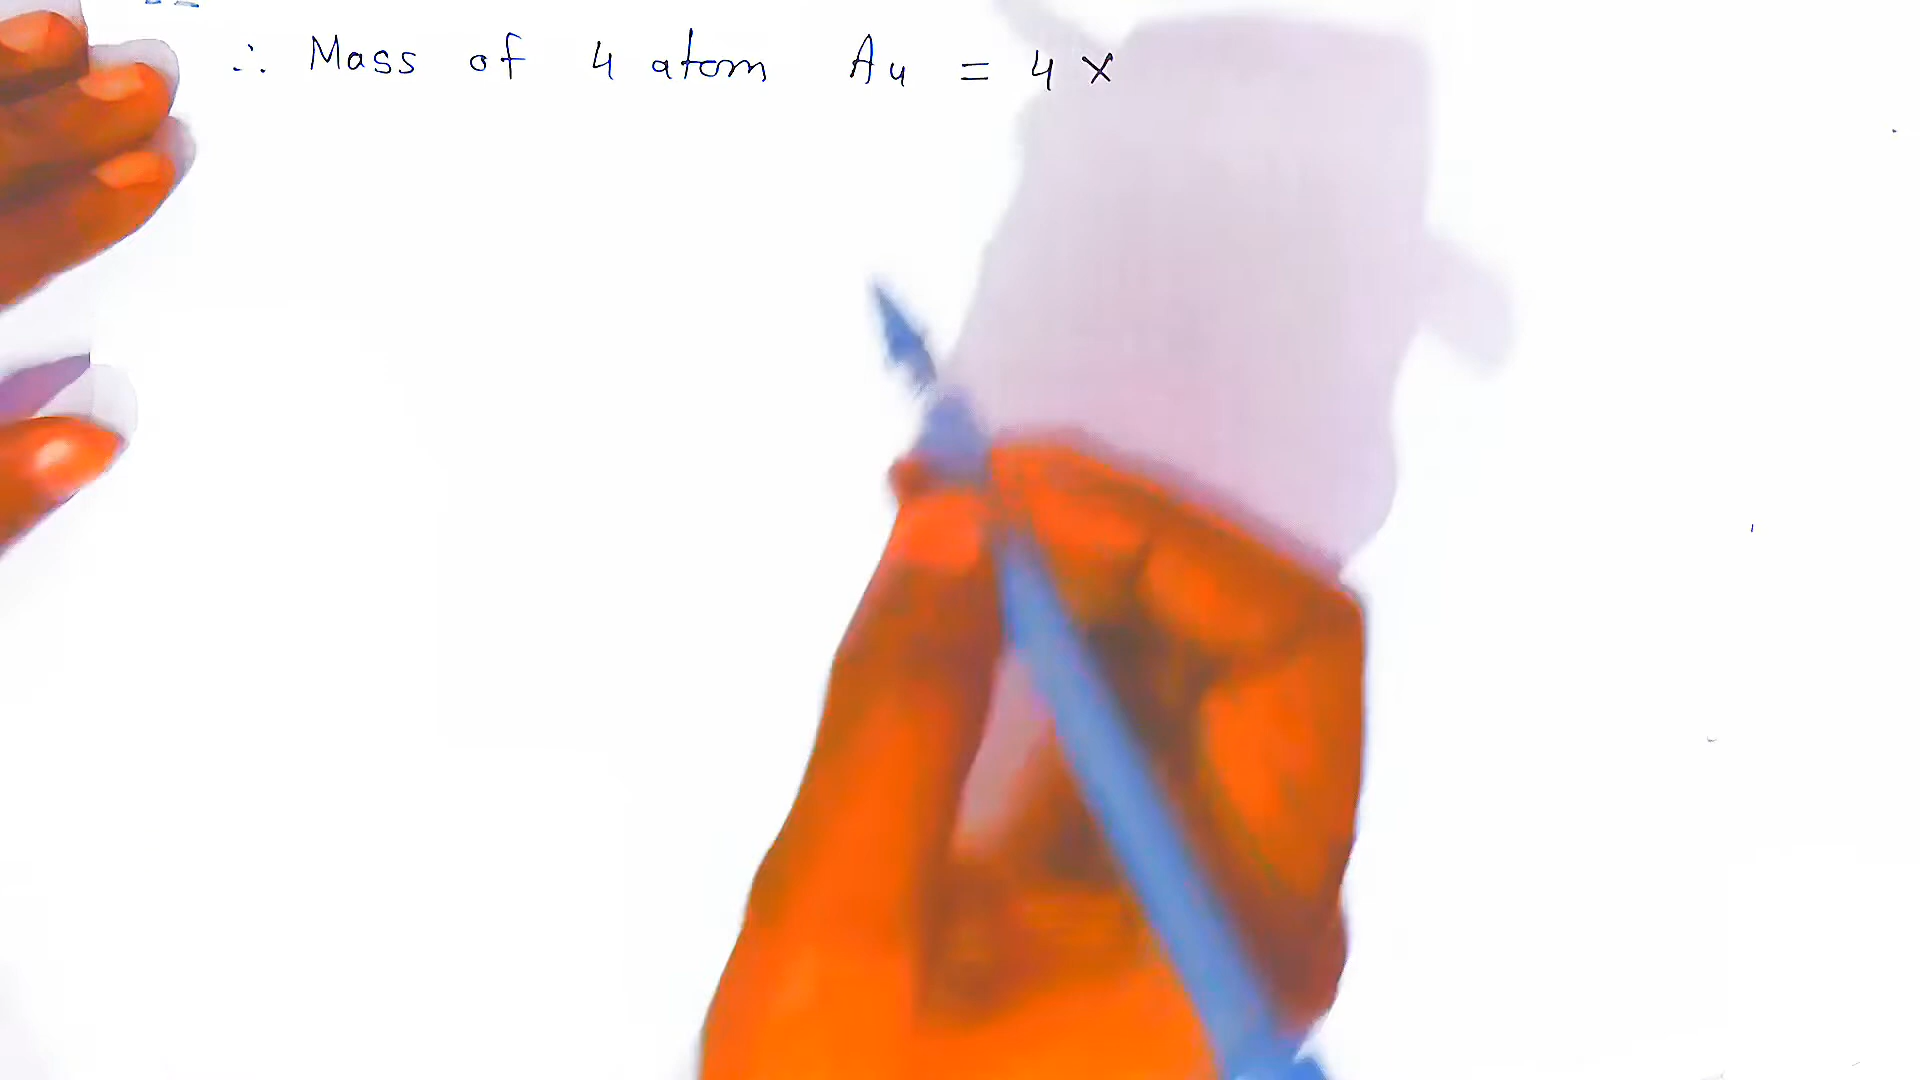 ∴ Mass of 4 atom Au = 4 ×